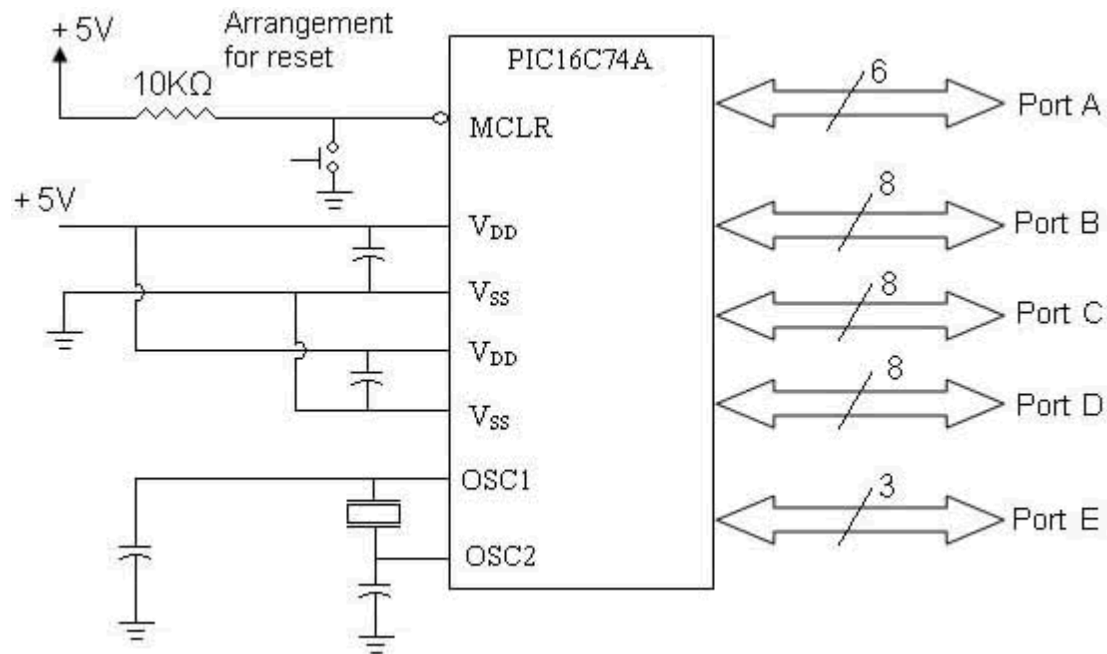 + 5V
Arrangement
for reset
10KΩ
PIC16C74A
MCLR
+ 5V
VDD
VSS
VDD
VSS
OSC1
OSC2
6
Port A
8
Port B
8
Port C
8
Port D
3
Port E